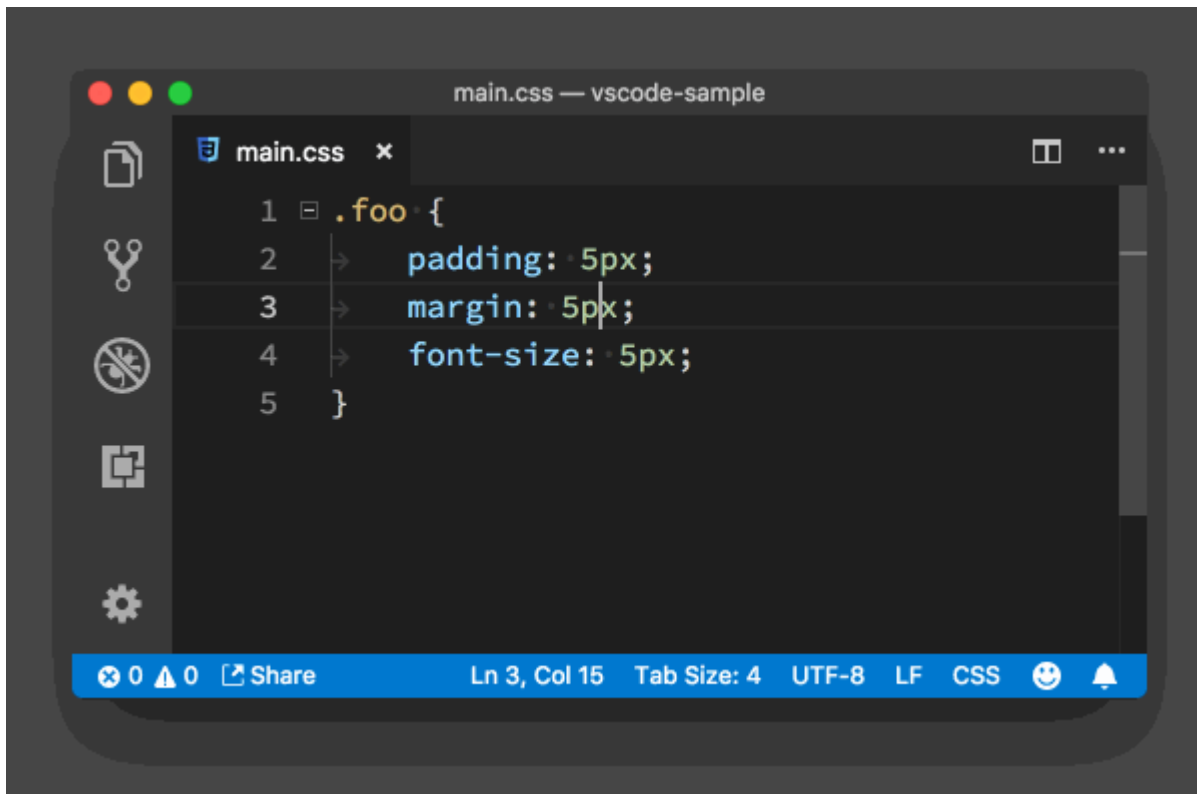 main.css — vscode-sample
main.css
1 .foo {
2 padding: 5px;
3 margin: 5px;
4 font-size: 5px;
5 }
0 0 Share Ln 3, Col 15 Tab Size: 4 UTF-8 LF CSS